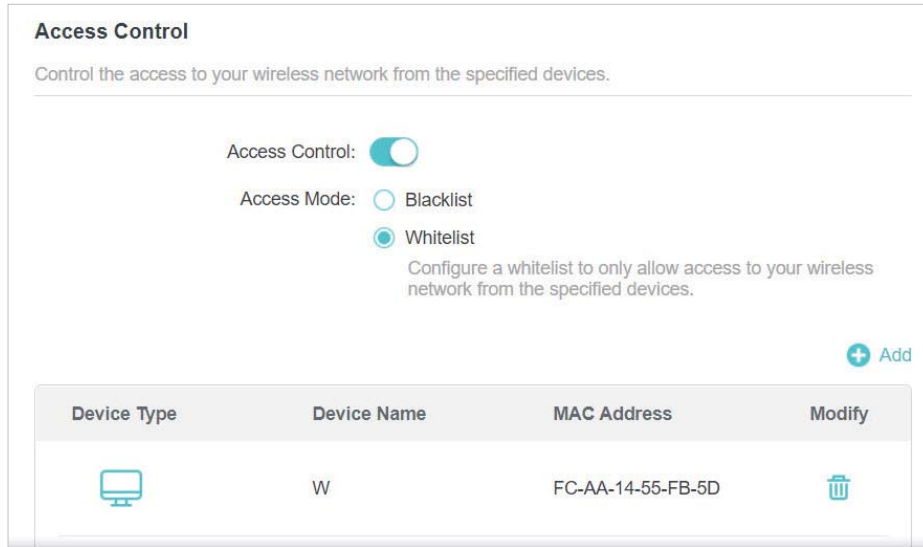 Access Control
Control the access to your wireless network from the specified devices.
Access Control:
Access Mode: Blacklist
Whitelist
Configure a whitelist to only allow access to your wireless
network from the specified devices.
Add
Device Type Device Name MAC Address Modify
W FC-AA-14-55-FB-5D